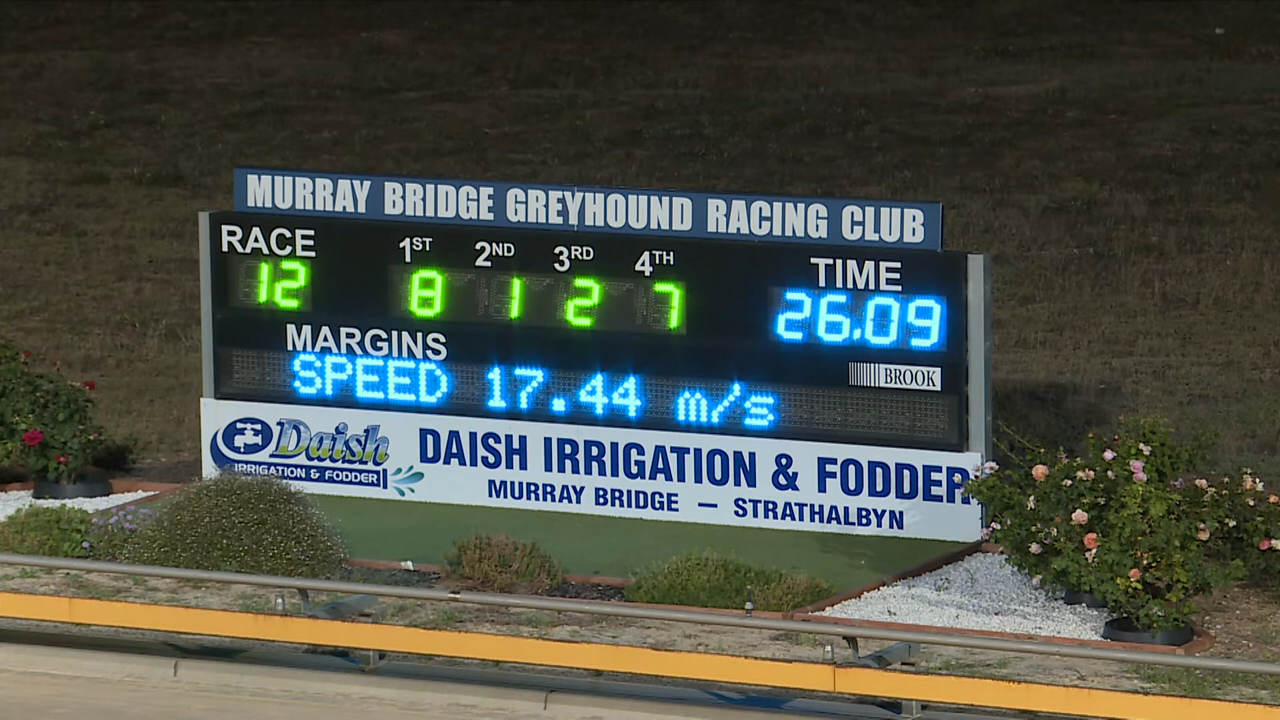 MURRAY BRIDGE GREYHOUND RACING CLUB
RACE 1ST 2ND 3RD 4TH TIME
12 8 1 2 7 26.09
MARGINS
BROOK
SPEED 17.44 m/s
Daish
IRRIGATION & FODDER
DAISH IRRIGATION & FODDER
MURRAY BRIDGE — STRATHALBYN